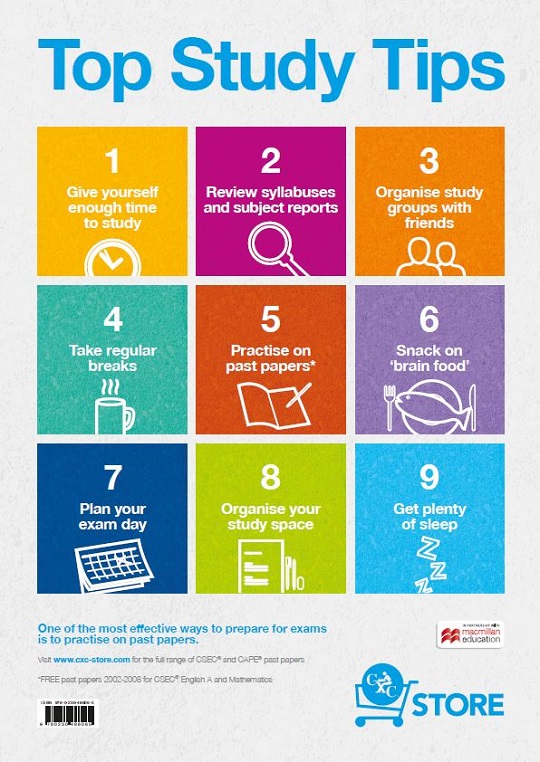 Top Study Tips
1
Give yourself
enough time
to study
2
Review syllabuses
and subject reports
3
Organise study
groups with
friends
4
Take regular
breaks
5
Practise on
past papers*
6
Snack on
‘brain food’
7
Plan your
exam day
8
Organise your
study space
9
Get plenty
of sleep
One of the most effective ways to prepare for exams
is to practise on past papers.
Visit www.cxc-store.com for the full range of CSEC® and CAPE® past papers
*FREE past papers 2002-2008 for CSEC® English A and Mathematics
macmillan
education
CXC
STORE